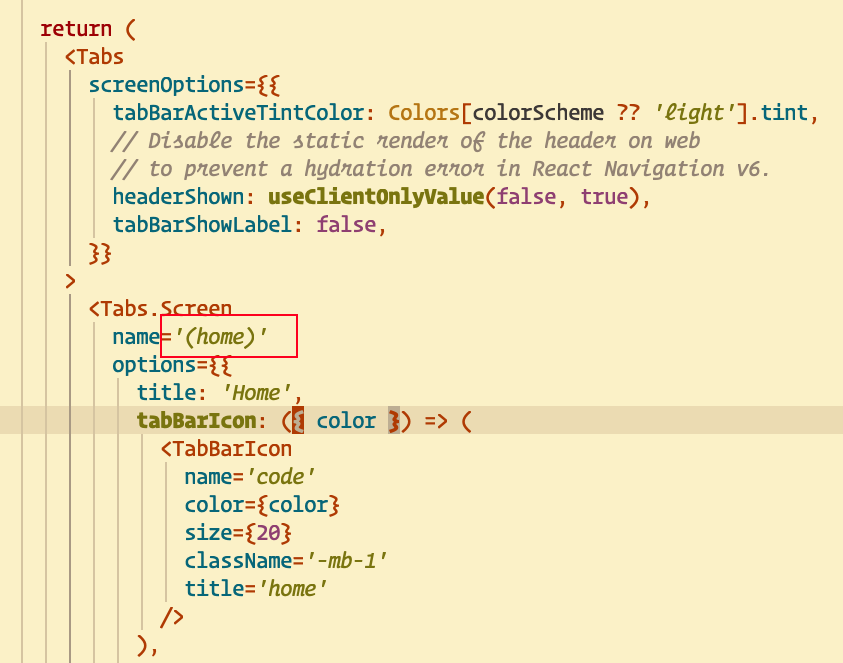 return (
<Tabs
screenOptions={{
tabBarActiveTintColor: Colors[colorScheme ?? 'light'].tint,
// Disable the static render of the header on web
// to prevent a hydration error in React Navigation v6.
headerShown: useClientOnlyValue(false, true),
tabBarShowLabel: false,
}}
>
<Tabs.Screen
name='(home)'
options={{
title: 'Home',
tabBarIcon: ({ color }) => (
<TabBarIcon
name='code'
color={color}
size={20}
className='-mb-1'
title='home'
/>
),